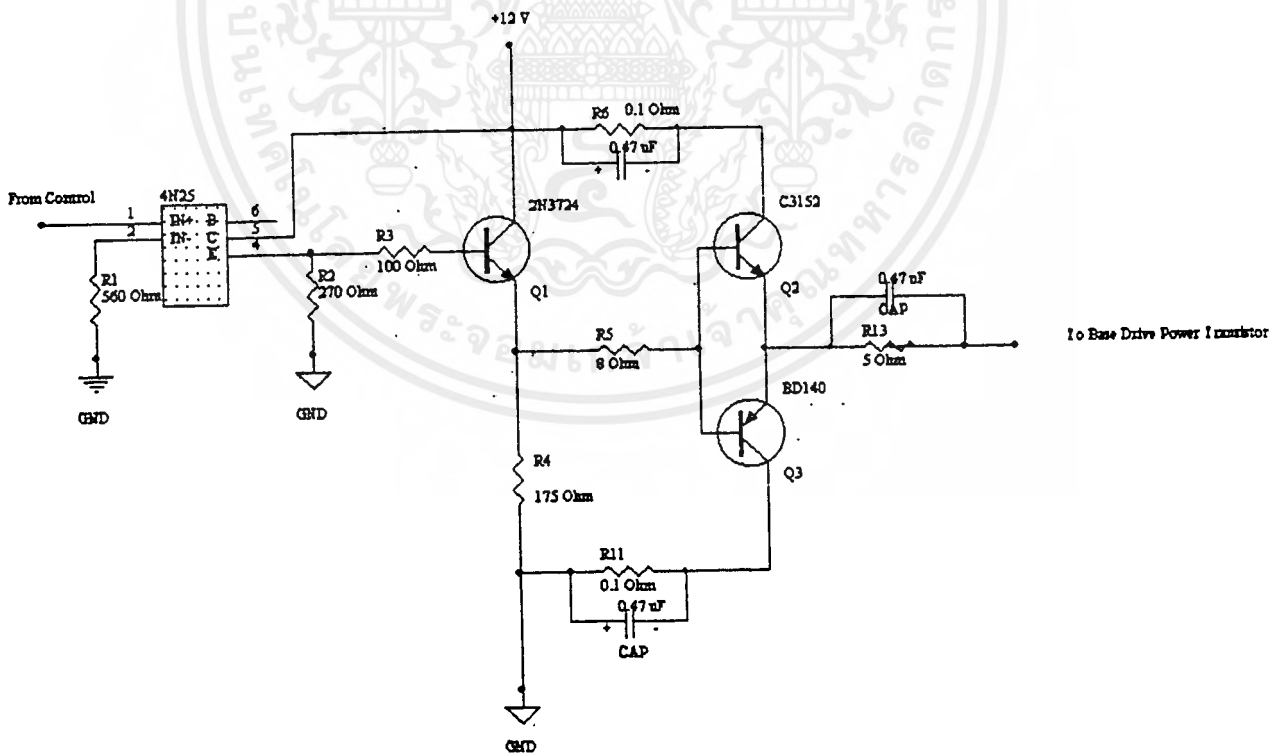 +12 V
R6 0.1 Ohm
0.47 uF
+
From Control
4N25
1 IN+ B 6
2 IN- C 5
E 4
2N3724
C3152
R3
100 Ohm
Q1
Q2
R1
560 Ohm
R2
270 Ohm
0.47 uF
CAP
R13
5 Ohm
To Base Drive Power Transistor
R5
8 Ohm
BD140
GND
GND
Q3
R4
175 Ohm
R11
0.1 Ohm
0.47 uF
+ -
CAP
GND